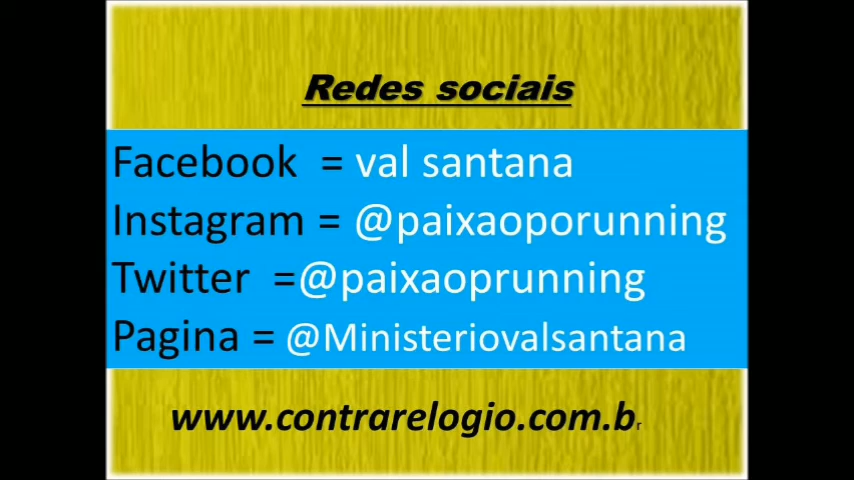 Redes sociais
Facebook = val santana
Instagram = @paixaoporunning
Twitter =@paixaoprunning
Pagina = @Ministeriovalsantana
www.contrarelogio.com.br